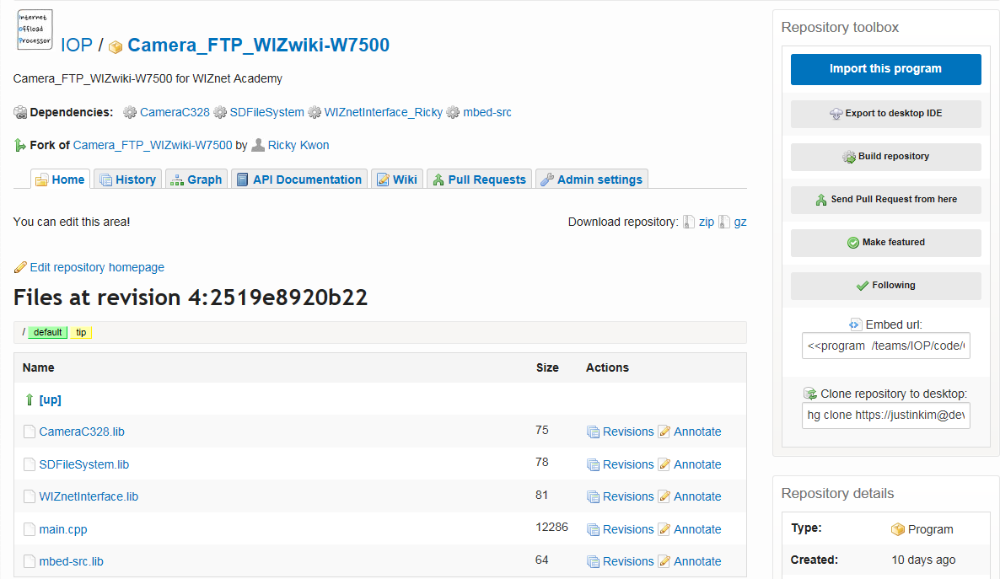 Internet
Offload
Processor
IOP / Camera_FTP_WIZwiki-W7500
Camera_FTP_WIZwiki-W7500 for WIZnet Academy
Dependencies: CameraC328 SDFileSystem WIZnetInterface_Ricky mbed-src
Fork of Camera_FTP_WIZwiki-W7500 by Ricky Kwon
Home History Graph API Documentation Wiki Pull Requests Admin settings
You can edit this area! Download repository: zip gz
Edit repository homepage
Files at revision 4:2519e8920b22
/ default tip
Name Size Actions
[up]
CameraC328.lib 75 Revisions Annotate
SDFileSystem.lib 78 Revisions Annotate
WIZnetInterface.lib 81 Revisions Annotate
main.cpp 12286 Revisions Annotate
mbed-src.lib 64 Revisions Annotate
Repository toolbox
Import this program
Export to desktop IDE
Build repository
Send Pull Request from here
Make featured
Following
Embed url:
<<program /teams/IOP/code/
Clone repository to desktop:
hg clone https://justinkim@dev
Repository details
Type: Program
Created: 10 days ago